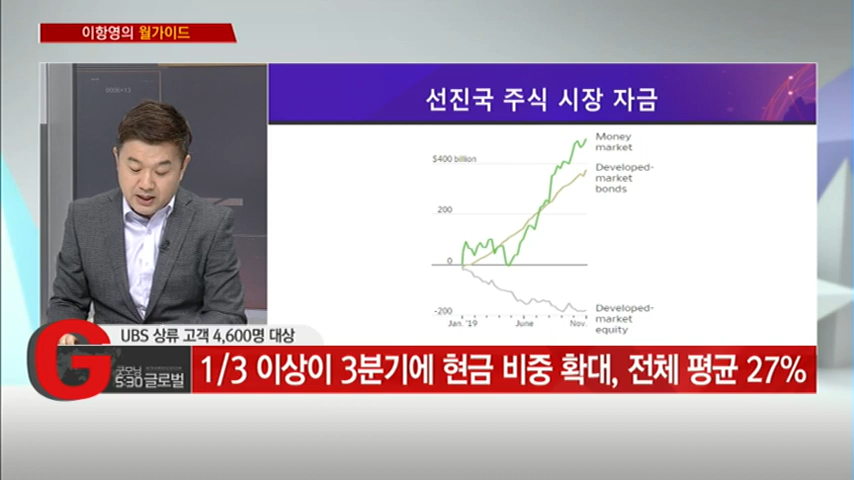 이항영의 월가이드
선진국 주식 시장 자금
Money
market
$400 billion
Developed-
market
bonds
200
0
-200
Developed-
market
equity
Jan. '19
June
Nov.
UBS 상류 고객 4,600명 대상
G
굿모닝
5:30 글로벌
1/3 이상이 3분기에 현금 비중 확대, 전체 평균 27%